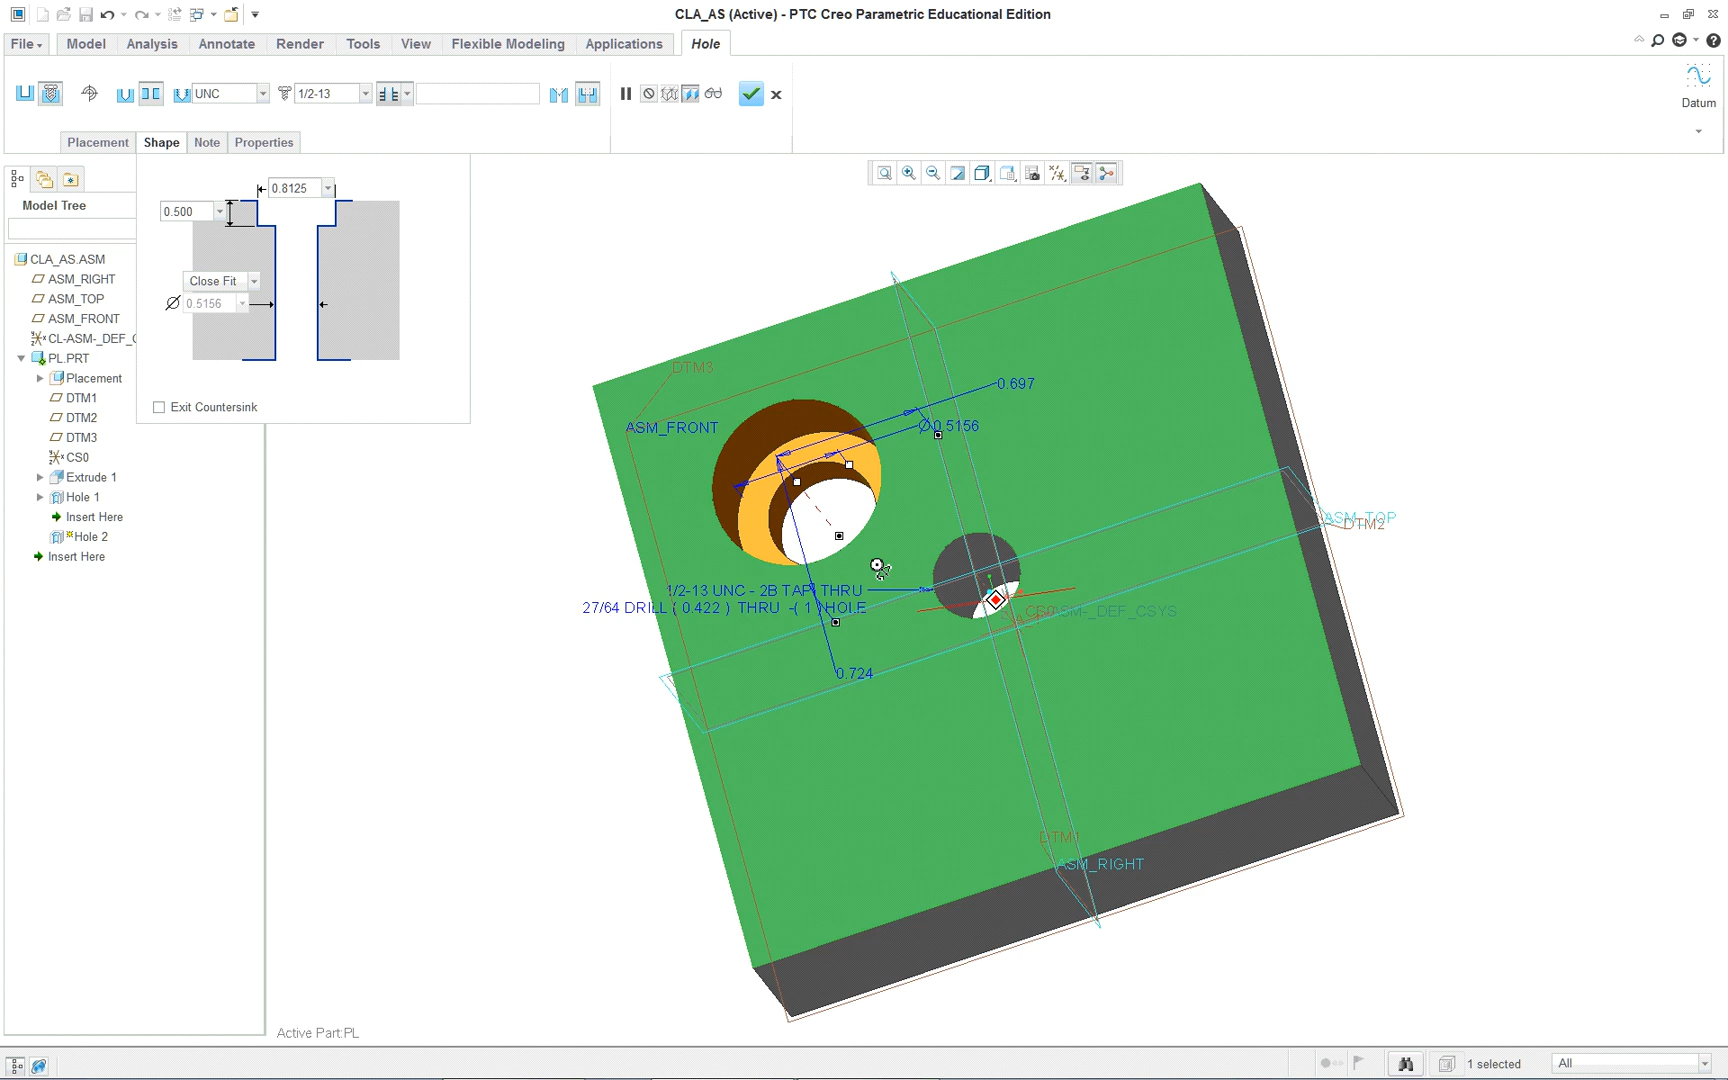 CLA_AS (Active) - PTC Creo Parametric Educational Edition
File Model Analysis Annotate Render Tools View Flexible Modeling Applications Hole
UNC 1/2-13
Datum
Placement Shape Note Properties
0.8125
0.500
Close Fit
0.5156
Exit Countersink
Model Tree
CLA_AS.ASM
ASM_RIGHT
ASM_TOP
ASM_FRONT
CL-ASM-_DEF_C
PL.PRT
Placement
DTM1
DTM2
DTM3
CS0
Extrude 1
Hole 1
Insert Here
Hole 2
Insert Here
DTM3
0.697
ASM_FRONT
Ø0.5156
ASM_TOP
DTM2
1/2-13 UNC - 2B TAP THRU
27/64 DRILL ( 0.422 ) THRU -( 1 ) HOLE
-_DEF_CSYS
0.724
DTM1
ASM_RIGHT
Active Part:PL
1 selected All